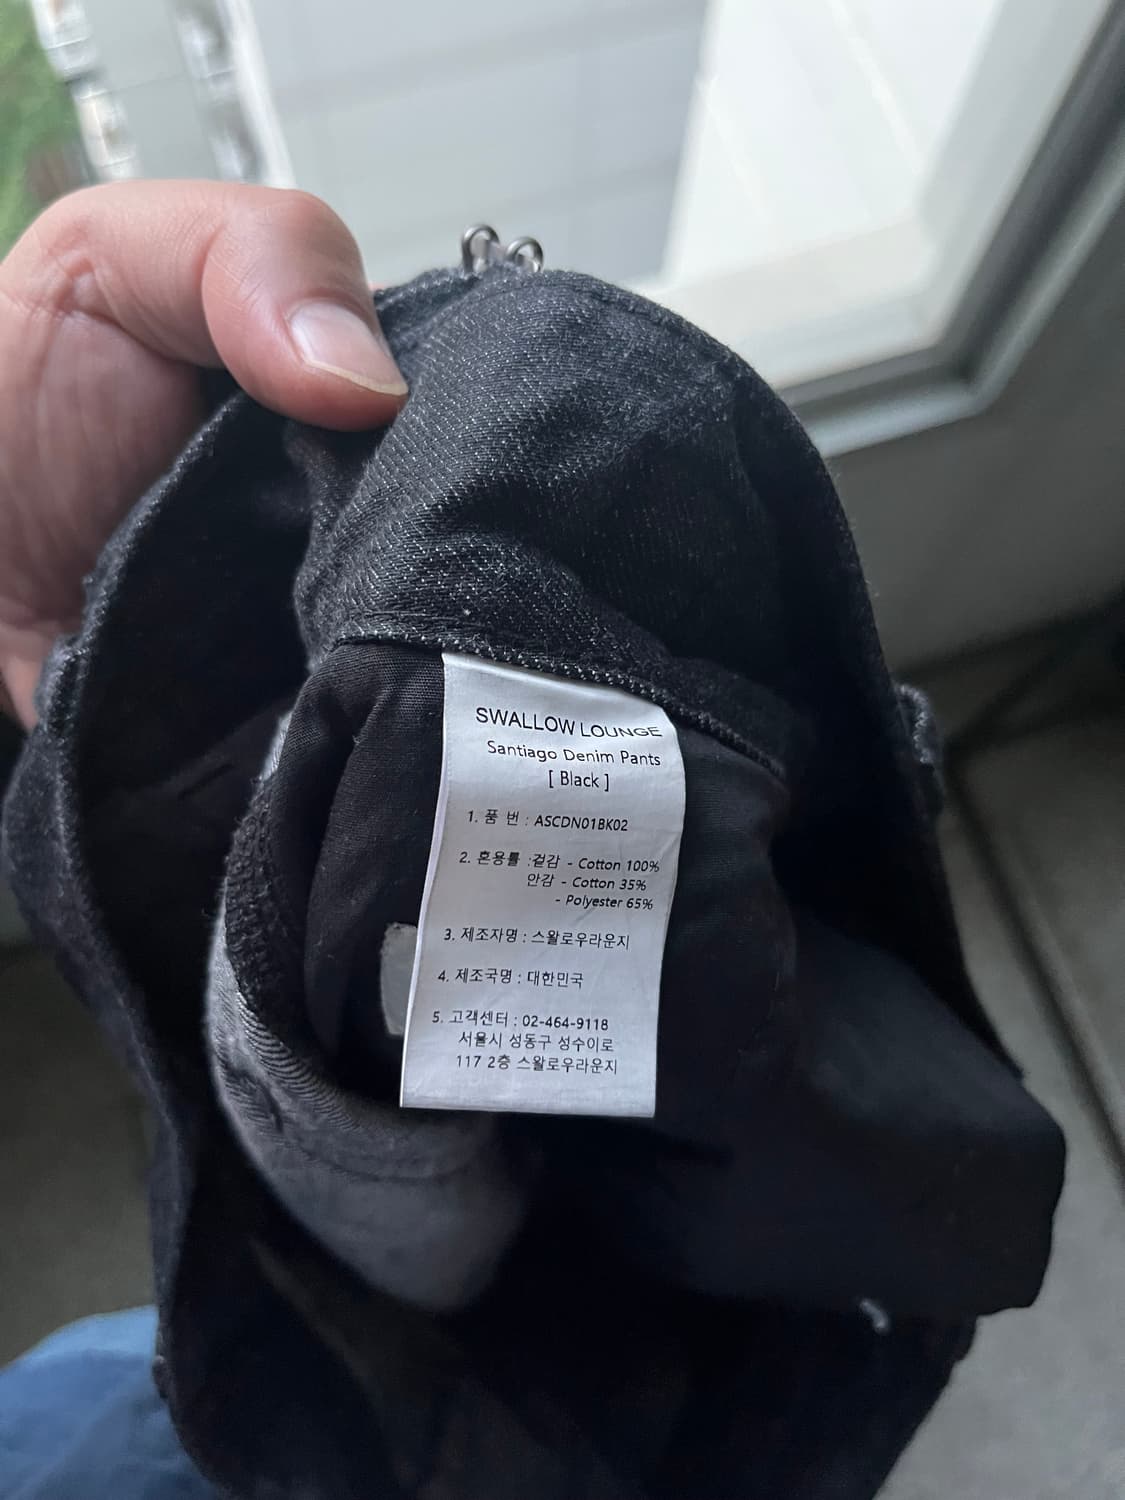 SWALLOW LOUNGE
Santiago Denim Pants
[ Black ]
1. 품 번 : ASCDN01BK02
2. 혼용률 :겉감 - Cotton 100%
안감 - Cotton 35%
- Polyester 65%
3. 제조자명 : 스왈로우라운지
4. 제조국명 : 대한민국
5. 고객센터 : 02-464-9118
서울시 성동구 성수이로
117 2층 스왈로우라운지